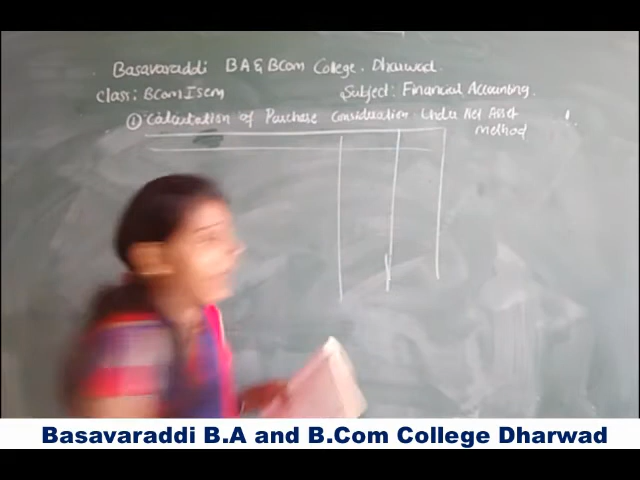 Basavaraddi BA & BCom College. Dharwad.
Class: BCom I sem Subject: Financial Accounting.
① Calculation of Purchase Consideration Under Net Asset
method
Basavaraddi B.A and B.Com College Dharwad